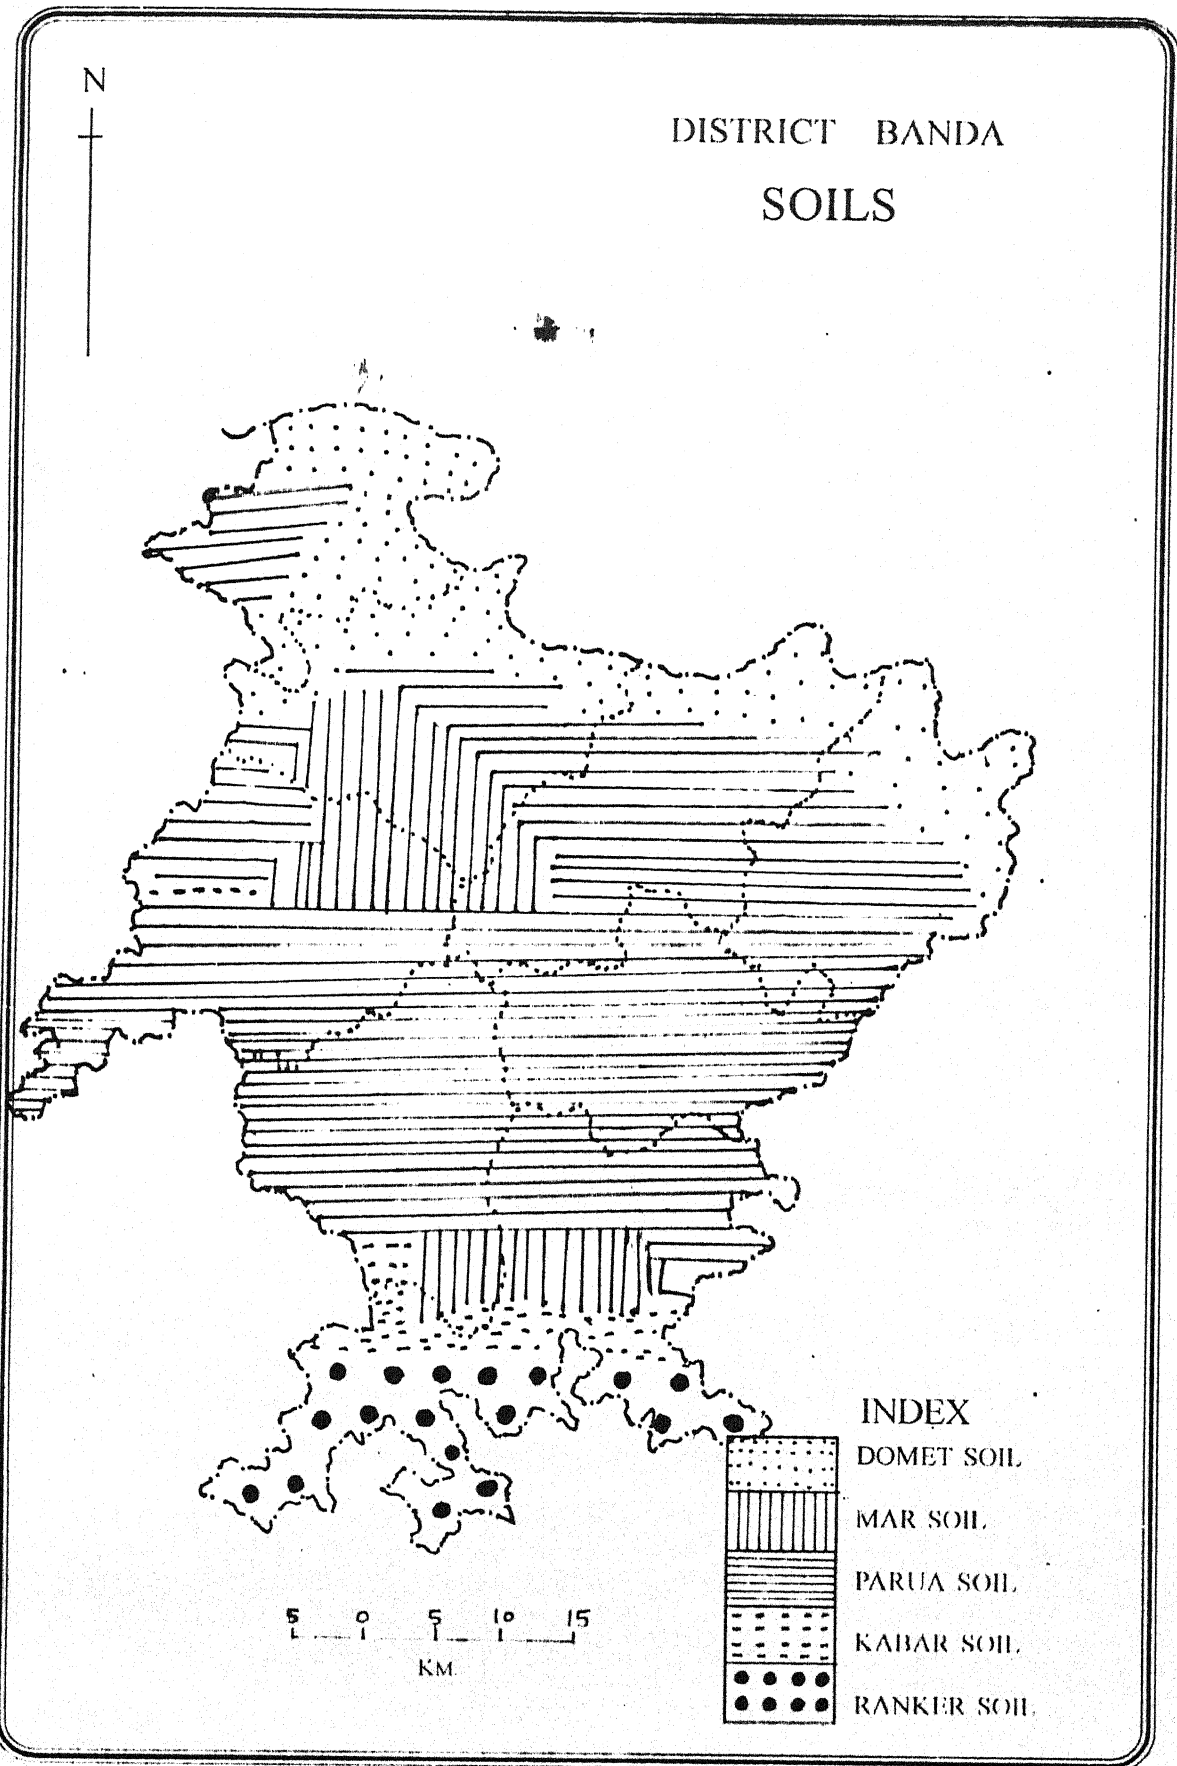 N
DISTRICT BANDA
SOILS
INDEX
DOMET SOIL
MAR SOIL
PARUA SOIL
KABAR SOIL
RANKER SOIL
5 0 5 10 15
KM.